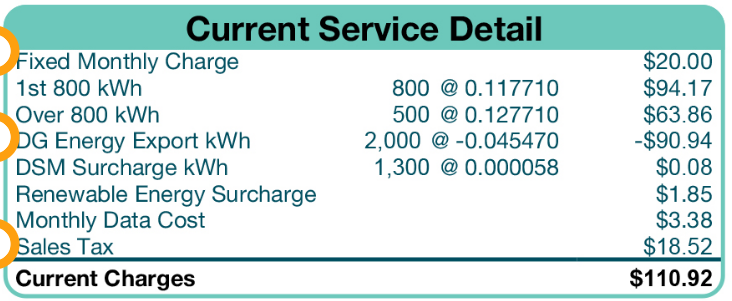 Current Service Detail
Fixed Monthly Charge $20.00
1st 800 kWh 800 @ 0.117710 $94.17
Over 800 kWh 500 @ 0.127710 $63.86
DG Energy Export kWh 2,000 @ -0.045470 -$90.94
DSM Surcharge kWh 1,300 @ 0.000058 $0.08
Renewable Energy Surcharge $1.85
Monthly Data Cost $3.38
Sales Tax $18.52
Current Charges $110.92